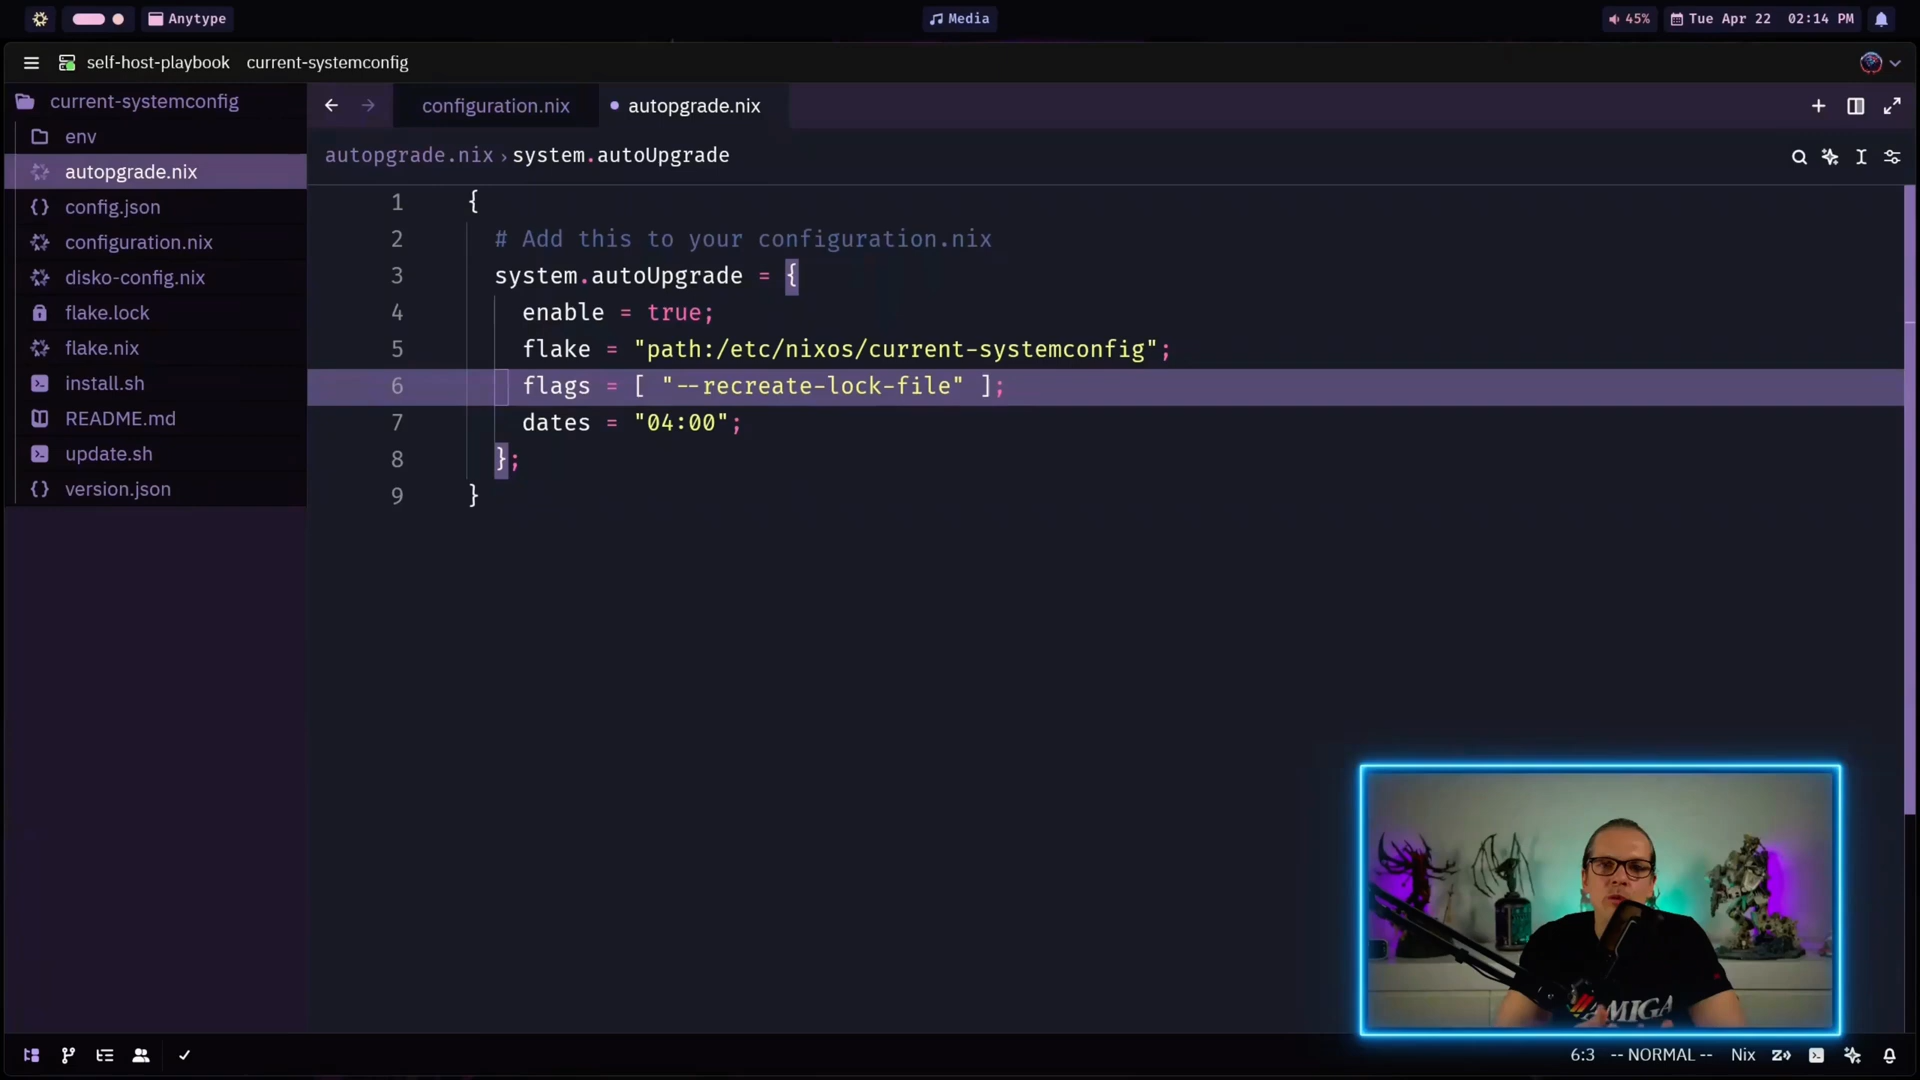 Anytype
Media
45%
Tue Apr 22 02:14 PM
self-host-playbook current-systemconfig
current-systemconfig
env
autopgrade.nix
config.json
configuration.nix
disko-config.nix
flake.lock
flake.nix
install.sh
README.md
update.sh
version.json
configuration.nix
autopgrade.nix
autopgrade.nix › system.autoUpgrade
1 {
2 # Add this to your configuration.nix
3 system.autoUpgrade = {
4 enable = true;
5 flake = "path:/etc/nixos/current-systemconfig";
6 flags = [ "--recreate-lock-file" ];
7 dates = "04:00";
8 };
9 }
AMIGA
6:3 -- NORMAL -- Nix